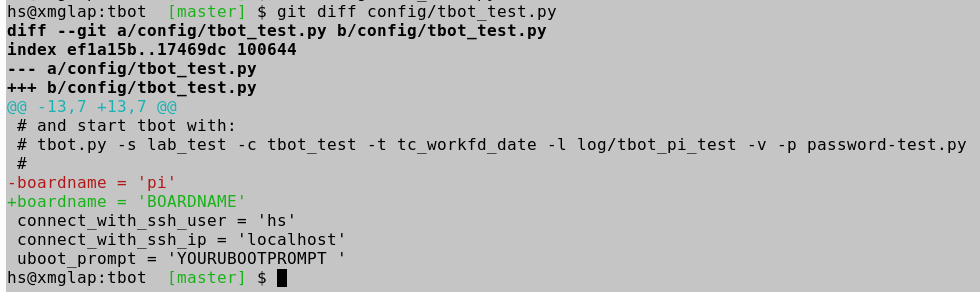 hs@xmglap:tbot  [master] $ git diff config/tbot_test.py
diff --git a/config/tbot_test.py b/config/tbot_test.py
index ef1a15b..17469dc 100644
--- a/config/tbot_test.py
+++ b/config/tbot_test.py
@@ -13,7 +13,7 @@
 # and start tbot with:
 # tbot.py -s lab_test -c tbot_test -t tc_workfd_date -l log/tbot_pi_test -v -p password-test.py
 #
-boardname = 'pi'
+boardname = 'BOARDNAME'
 connect_with_ssh_user = 'hs'
 connect_with_ssh_ip = 'localhost'
 uboot_prompt = 'YOURUBOOTPROMPT '
hs@xmglap:tbot  [master] $